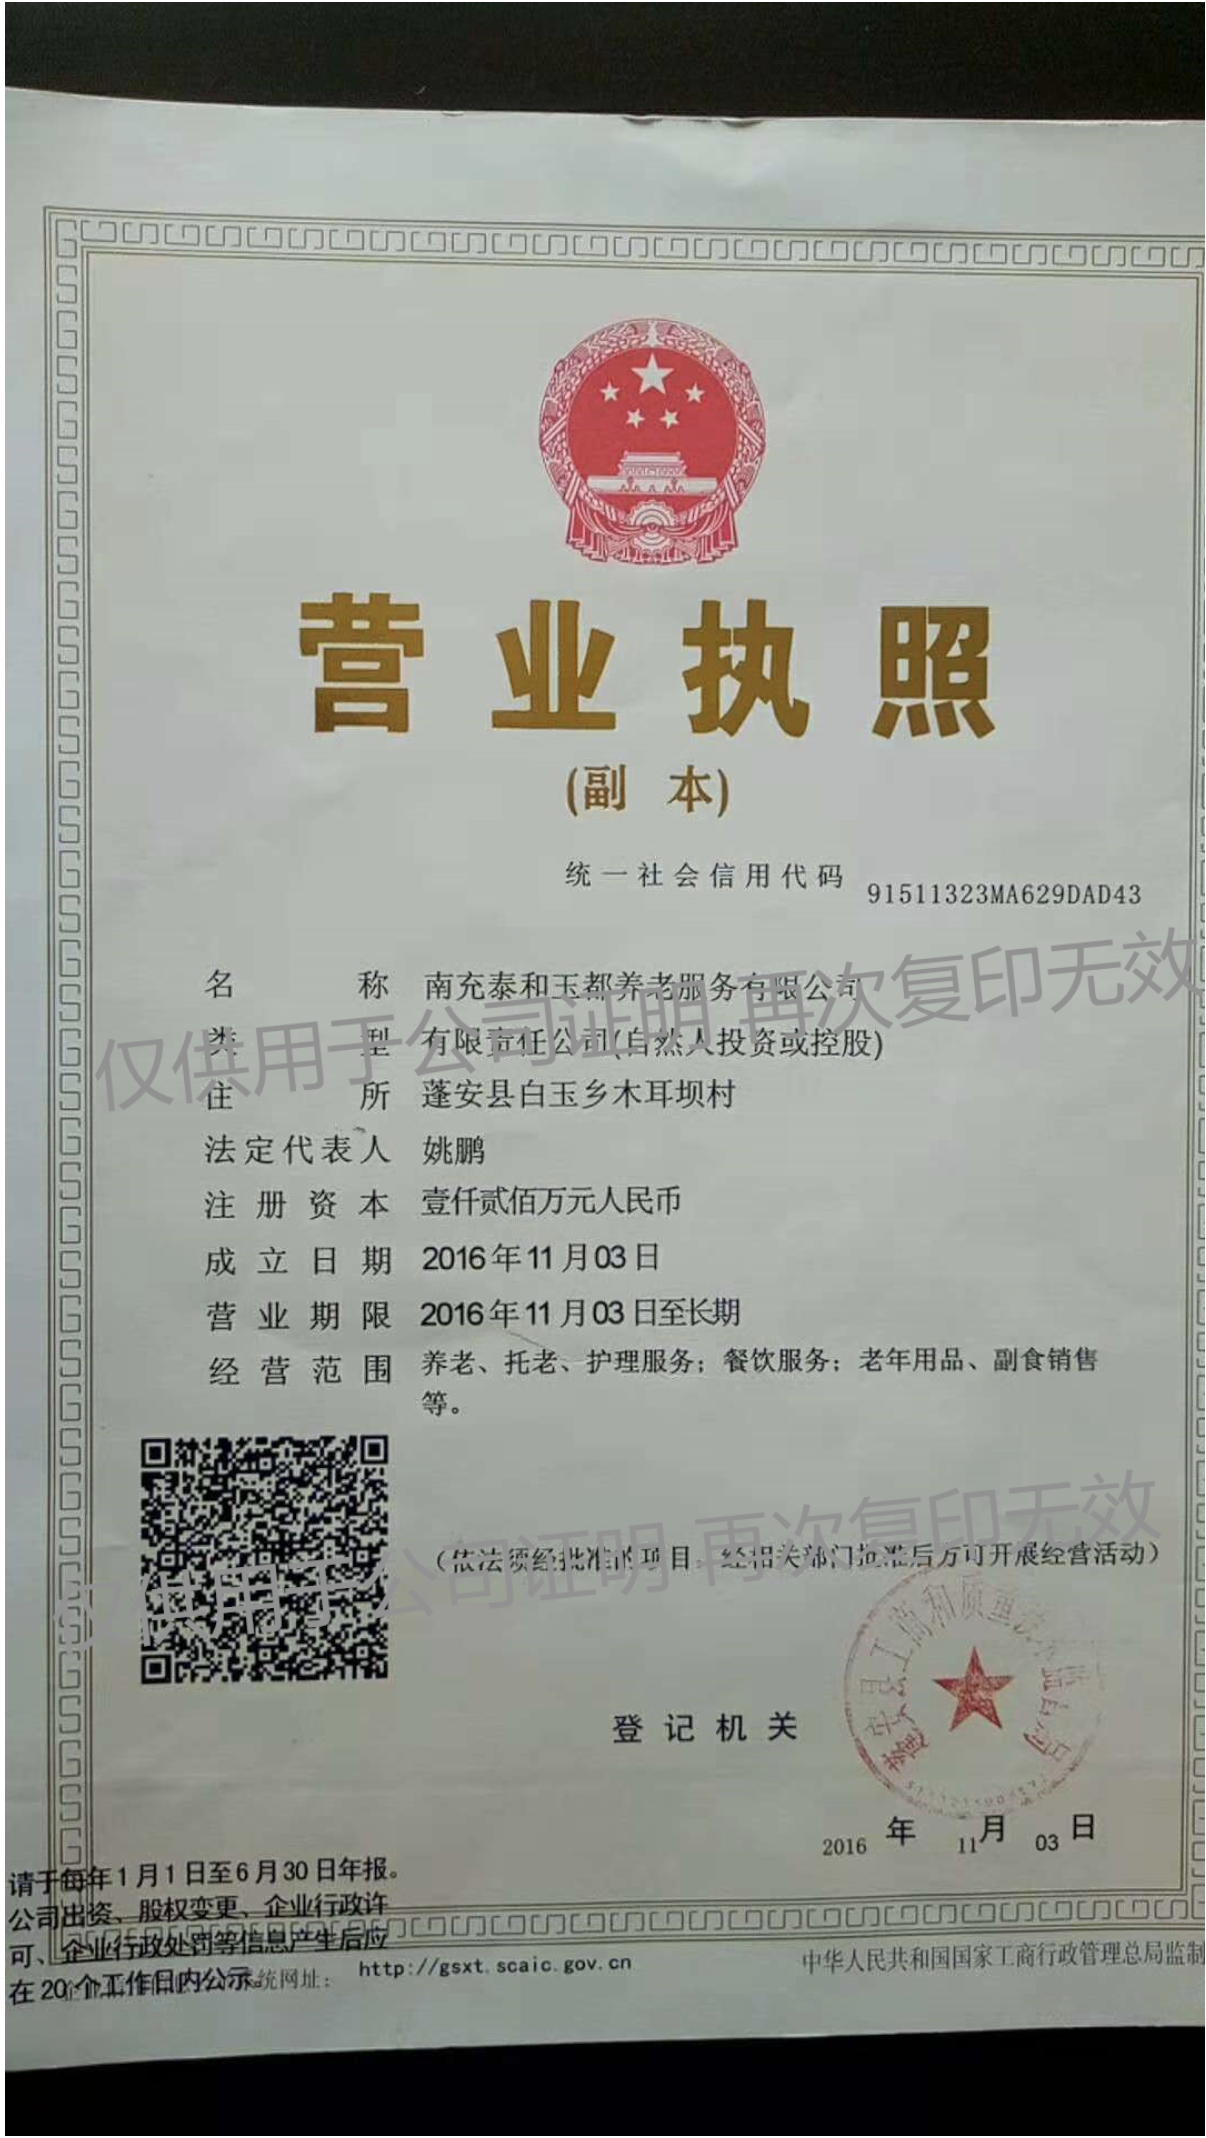 营业执照
(副 本)
统一社会信用代码 91511323MA629DAD43
名称 南充泰和玉都养老服务有限公司
类型 有限责任公司(自然人投资或控股)
住所 蓬安县白玉乡木耳坝村
法定代表人 姚鹏
注册资本 壹仟贰佰万元人民币
成立日期 2016年11月03日
营业期限 2016年11月03日至长期
经营范围 养老、托老、护理服务；餐饮服务；老年用品、副食销售
等。
仅供用于公司证明 再次复印无效
（依法须经批准的项目，经相关部门批准后方可开展经营活动）
仅供用于公司证明 再次复印无效
蓬安县工商和质量技术监督局
登记机关
2016 年 11 月 03 日
请于每年1月1日至6月30日年报。
公司出资、股权变更、企业行政许
可、企业行政处罚等信息产生后应
在20个工作日内公示。
统网址： http://gsxt.scaic.gov.cn
中华人民共和国国家工商行政管理总局监制